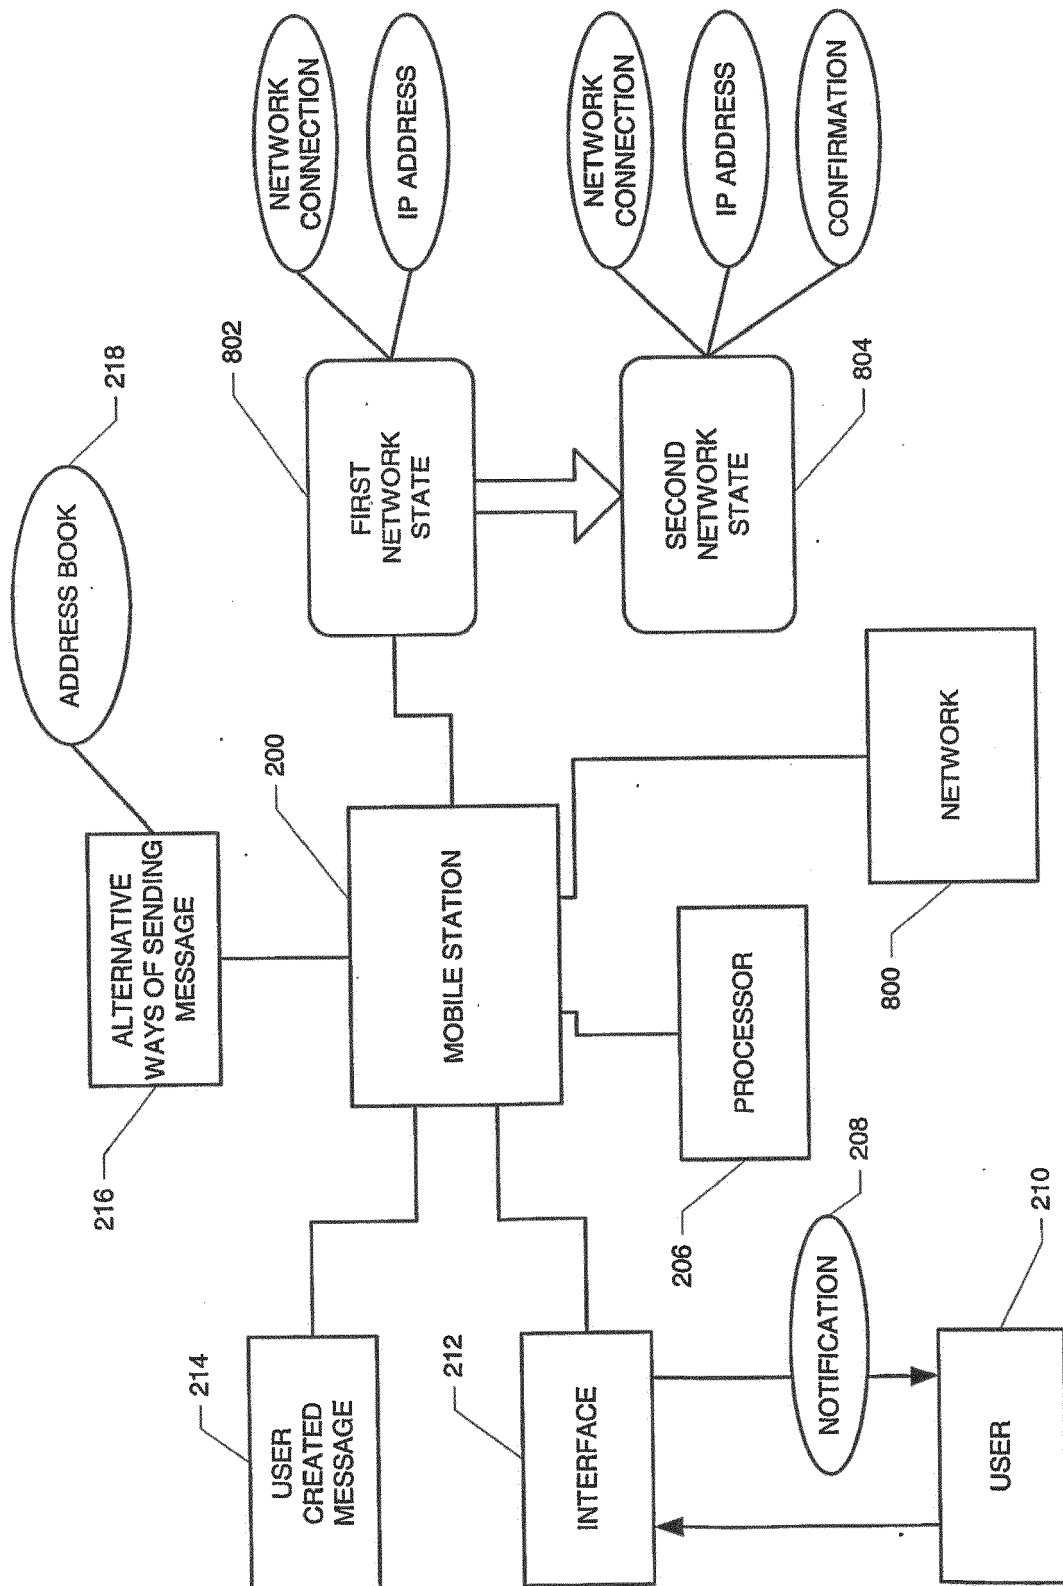 218
ADDRESS BOOK
ALTERNATIVE
WAYS OF SENDING
MESSAGE
216
214
USER
CREATED
MESSAGE
200
MOBILE STATION
802
FIRST
NETWORK
STATE
NETWORK
CONNECTION
IP ADDRESS
212
INTERFACE
206
PROCESSOR
SECOND
NETWORK
STATE
804
NETWORK
CONNECTION
IP ADDRESS
CONFIRMATION
NOTIFICATION
208
USER
210
NETWORK
800